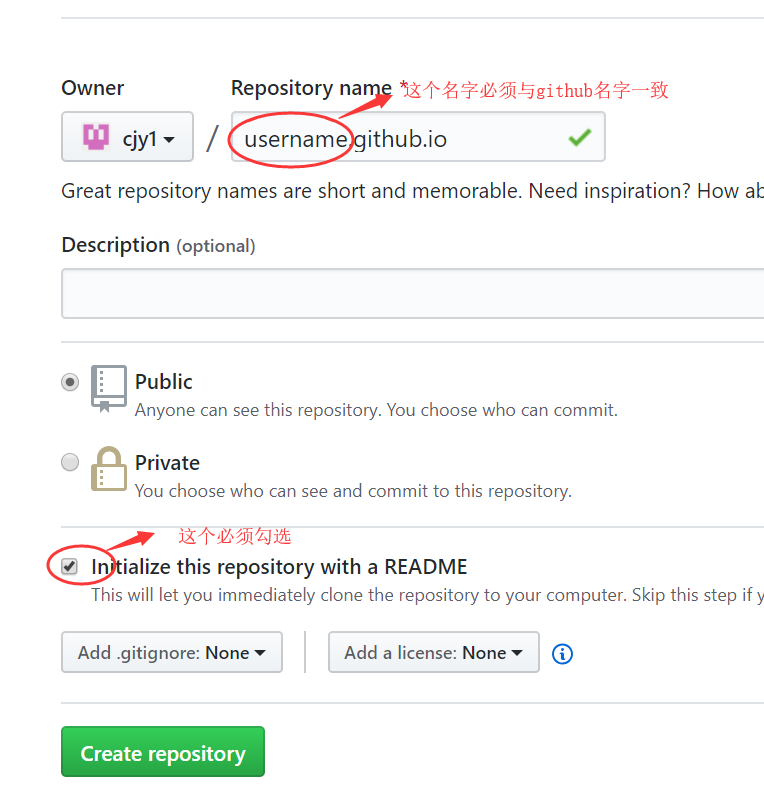 Owner
Repository name *
这个名字必须与github名字一致
cjy1 / username.github.io
Great repository names are short and memorable. Need inspiration? How ab
Description (optional)
Public
Anyone can see this repository. You choose who can commit.
Private
You choose who can see and commit to this repository.
这个必须勾选
Initialize this repository with a README
This will let you immediately clone the repository to your computer. Skip this step if y
Add .gitignore: None
Add a license: None
Create repository